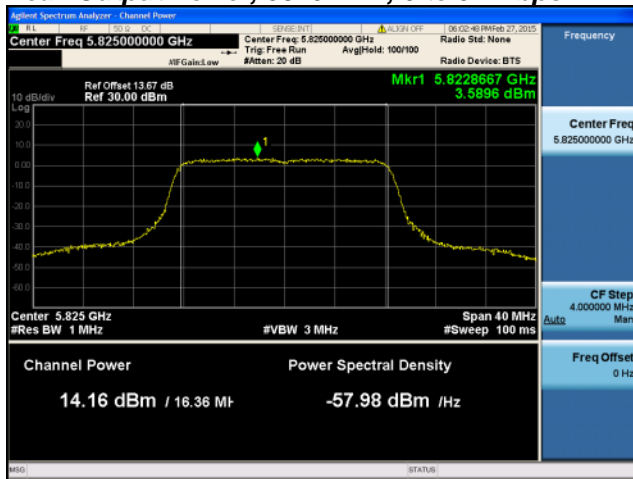 Agilent Spectrum Analyzer - Channel Power
RL RF 50 Ω DC SENSE:INT ALIGN OFF 06:02:48 PM Feb 27, 2015
Center Freq 5.825000000 GHz
Center Freq: 5.825000000 GHz
Radio Std: None
Trig: Free Run Avg|Hold: 100/100
#IFGain:Low #Atten: 20 dB Radio Device: BTS
Frequency
Ref Offset 13.67 dB
Mkr1 5.8228667 GHz
10 dB/div Ref 30.00 dBm
3.5896 dBm
Log
20.0
10.0
0.00
-10.0
-20.0
-30.0
-40.0
-50.0
-60.0
1
Center Freq
5.825000000 GHz
Center 5.825 GHz
Span 40 MHz
#Res BW 1 MHz
#VBW 3 MHz
#Sweep 100 ms
CF Step
4.000000 MHz
Auto Man
Channel Power
Power Spectral Density
14.16 dBm / 16.36 MH
-57.98 dBm /Hz
Freq Offset
0 Hz
MSG
STATUS